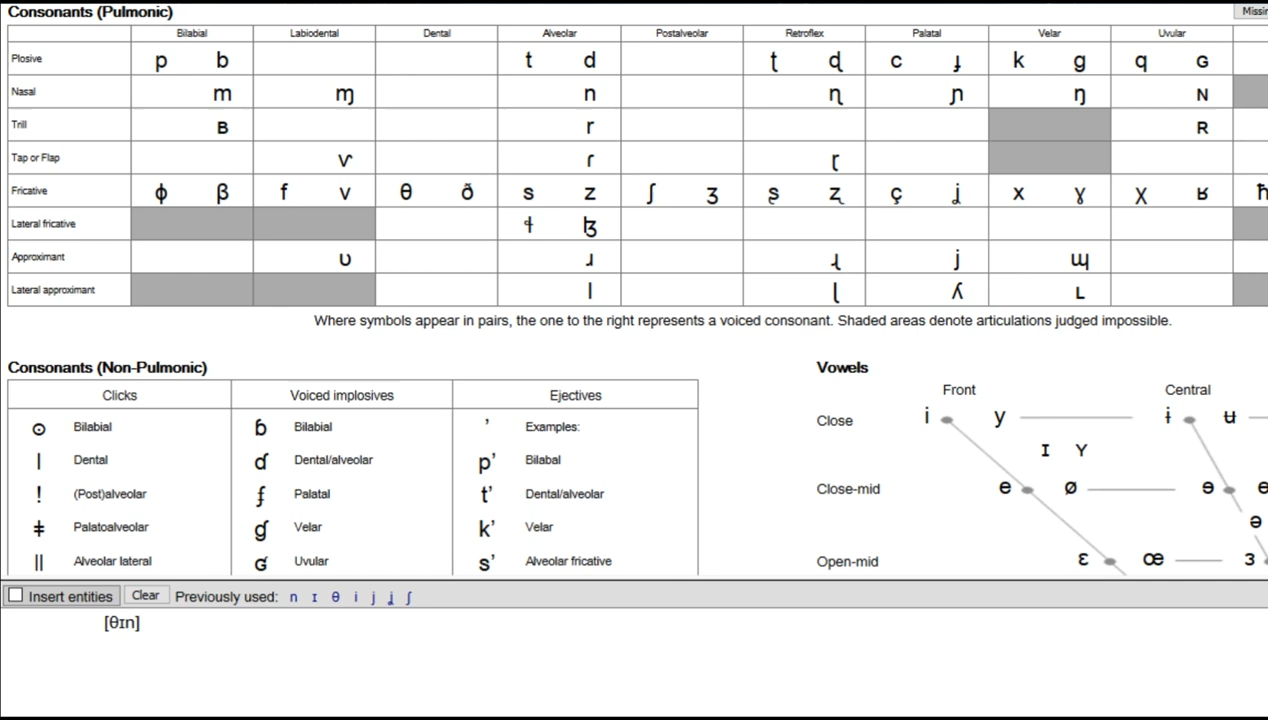 Consonants (Pulmonic)
Missin
Bilabial Labiodental Dental Alveolar Postalveolar Retroflex Palatal Velar Uvular
Plosive p b t d ʈ ɖ c ɟ k ɡ q ɢ
Nasal m ɱ n ɳ ɲ ŋ ɴ
Trill ʙ r ʀ
Tap or Flap ⱱ ɾ ɽ
Fricative ɸ β f v θ ð s z ʃ ʒ ʂ ʐ ç ʝ x ɣ χ ʁ ħ
Lateral fricative ɬ ɮ
Approximant ʋ ɹ ɻ j ɰ
Lateral approximant l ɭ ʎ ʟ
Where symbols appear in pairs, the one to the right represents a voiced consonant. Shaded areas denote articulations judged impossible.
Consonants (Non-Pulmonic)
Clicks Voiced implosives Ejectives
ʘ Bilabial ɓ Bilabial ʼ Examples:
ǀ Dental ɗ Dental/alveolar pʼ Bilabal
ǃ (Post)alveolar ʄ Palatal tʼ Dental/alveolar
ǂ Palatoalveolar ɠ Velar kʼ Velar
ǁ Alveolar lateral ʛ Uvular sʼ Alveolar fricative
Vowels
Front Central
Close i y ɨ ʉ
ɪ ʏ
Close-mid e ø ɘ ɵ
ə
Open-mid ɛ œ ɜ
Insert entities Clear Previously used: n ɪ θ i j ʝ ʃ
[θɪn]